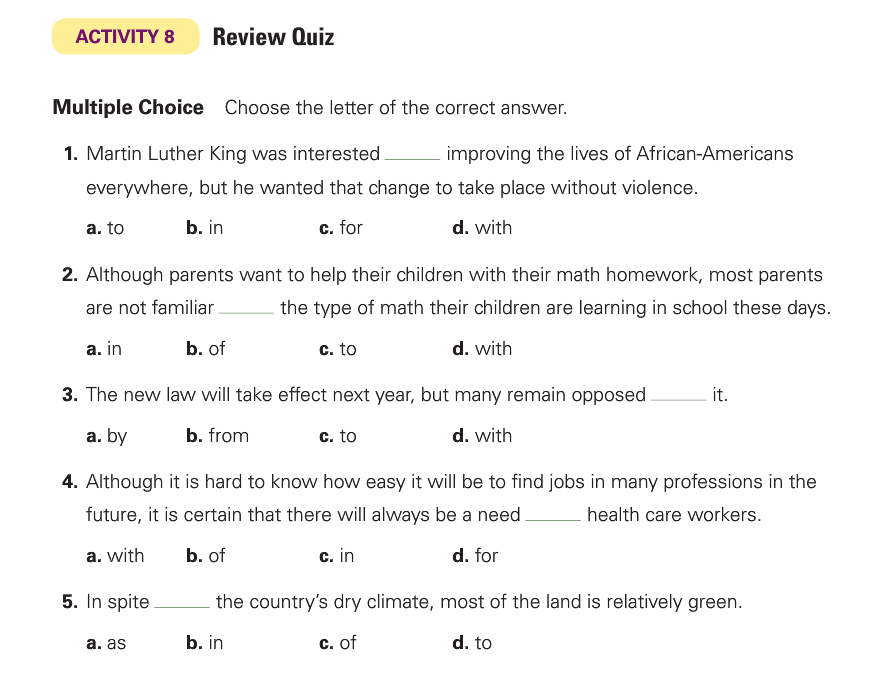 ACTIVITY 8 Review Quiz
Multiple Choice Choose the letter of the correct answer.
1. Martin Luther King was interested _____ improving the lives of African-Americans
everywhere, but he wanted that change to take place without violence.
a. to b. in c. for d. with
2. Although parents want to help their children with their math homework, most parents
are not familiar _____ the type of math their children are learning in school these days.
a. in b. of c. to d. with
3. The new law will take effect next year, but many remain opposed _____ it.
a. by b. from c. to d. with
4. Although it is hard to know how easy it will be to find jobs in many professions in the
future, it is certain that there will always be a need _____ health care workers.
a. with b. of c. in d. for
5. In spite _____ the country’s dry climate, most of the land is relatively green.
a. as b. in c. of d. to